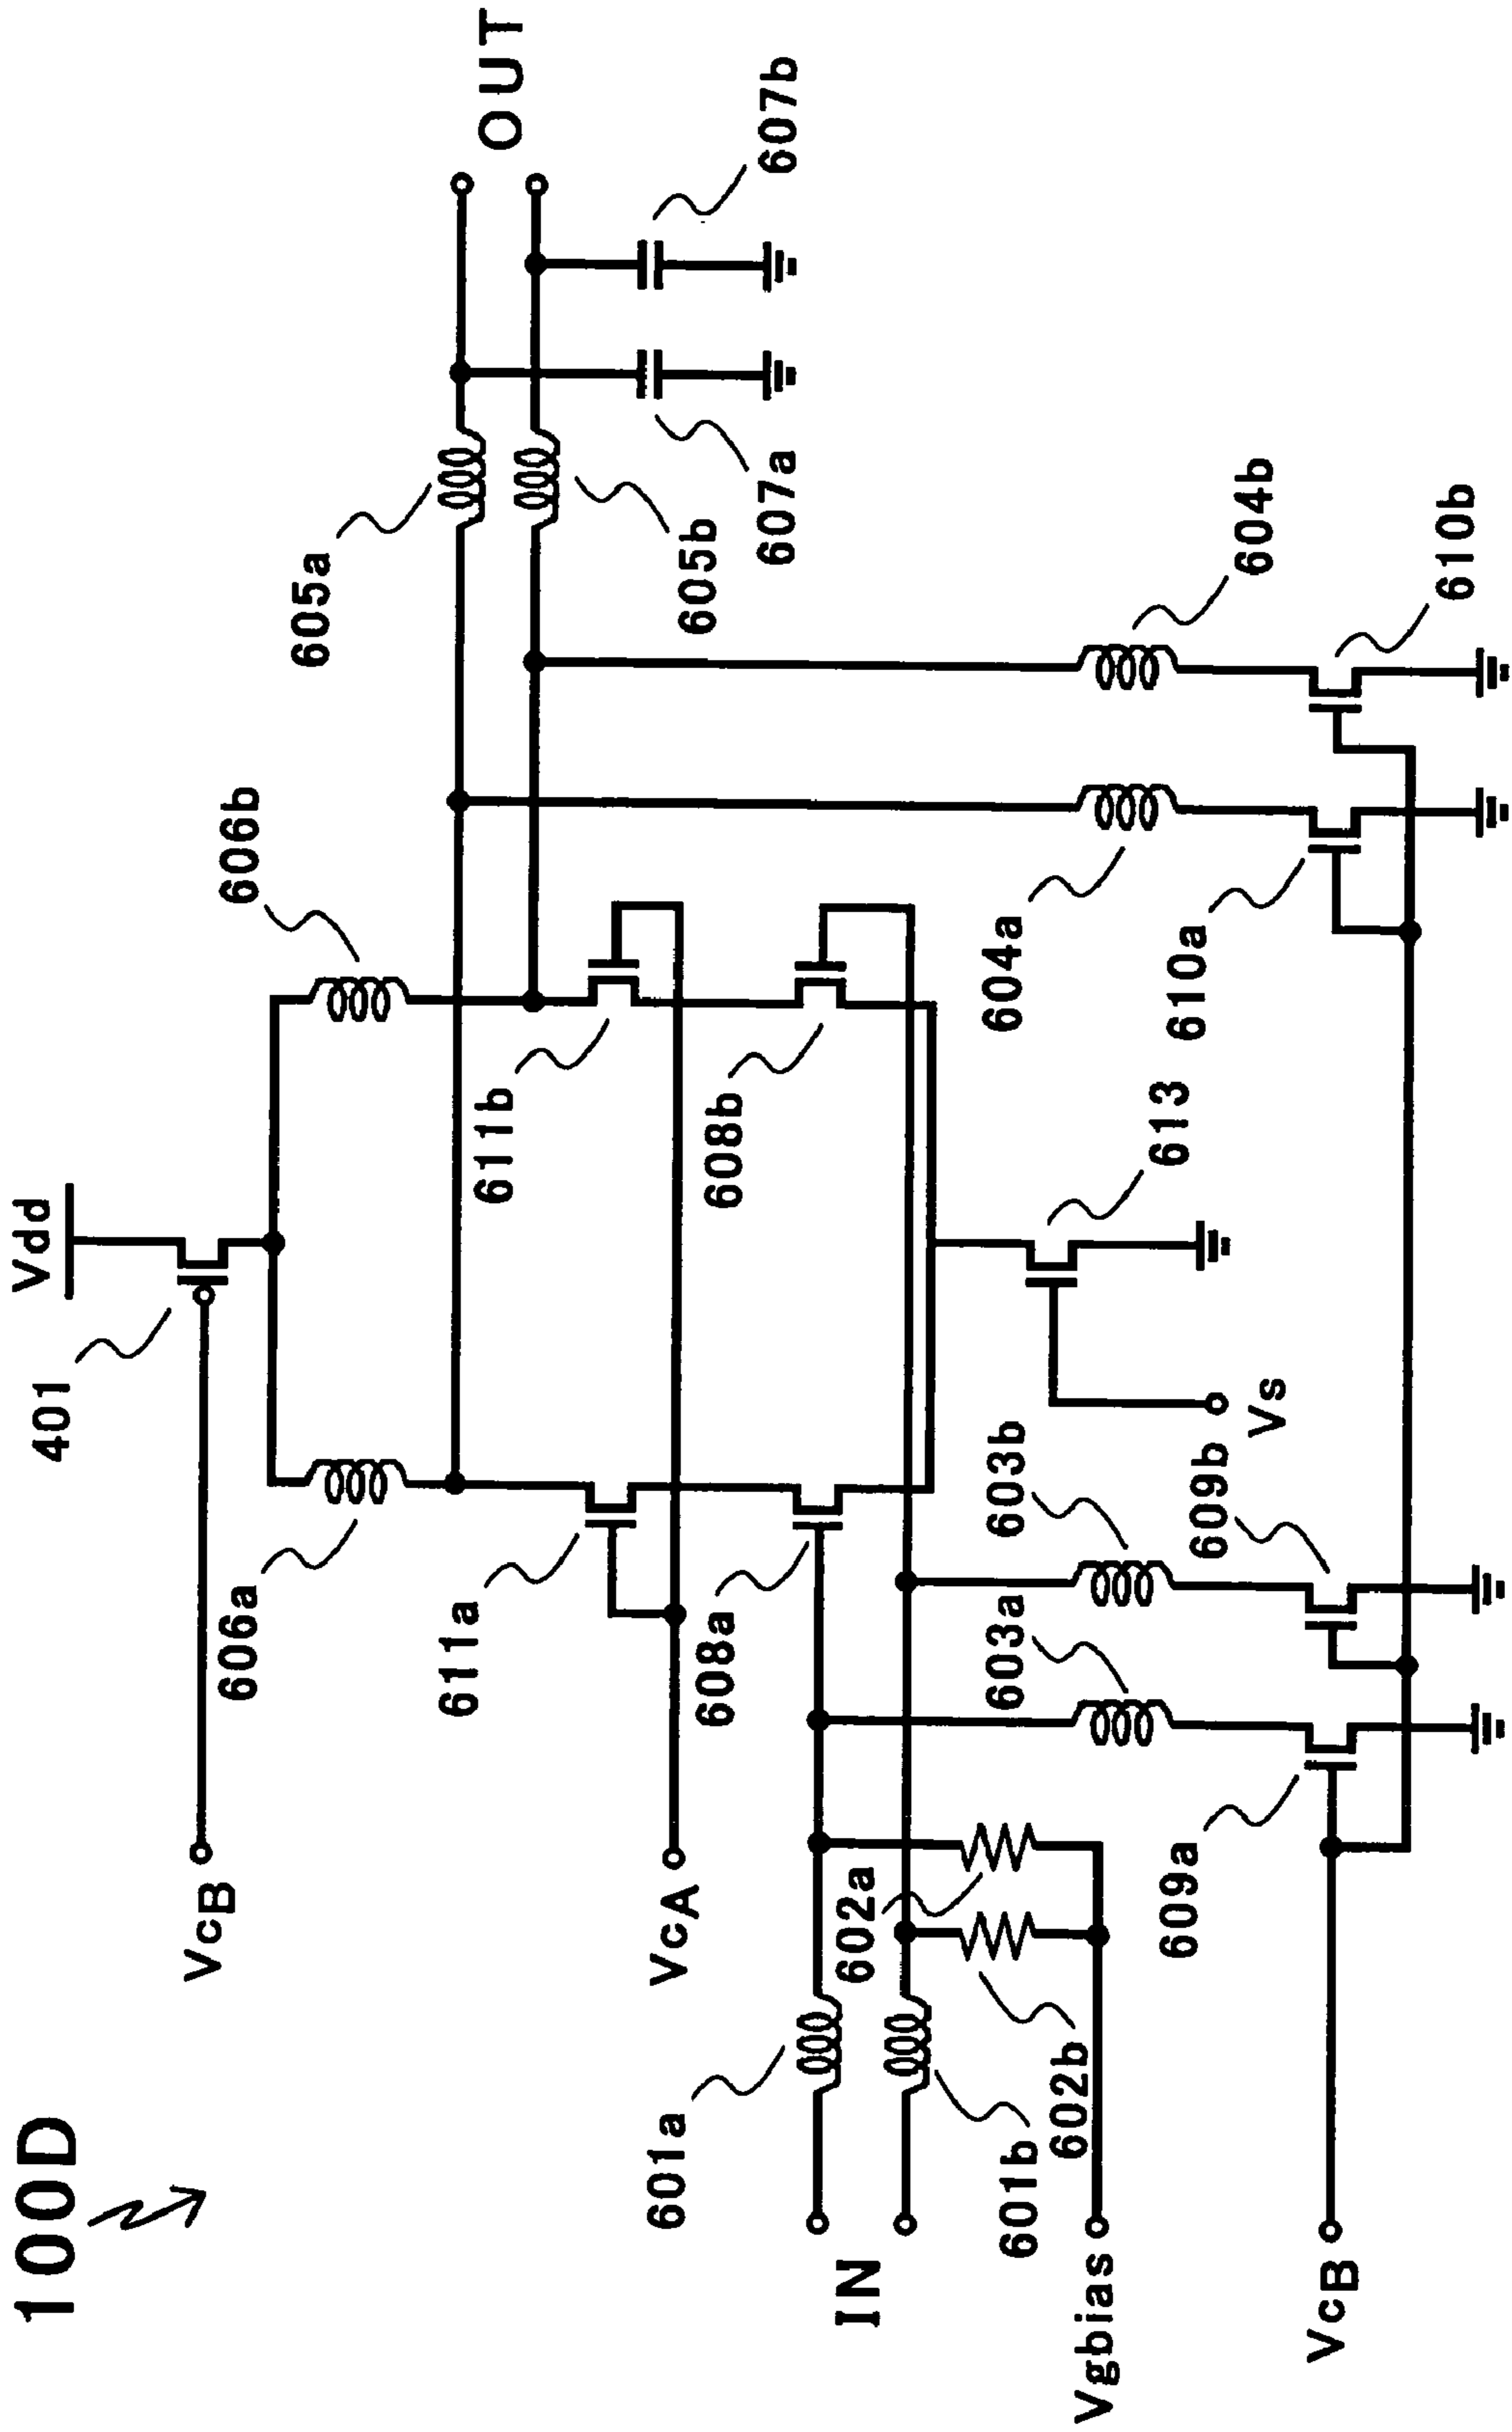 100D
Vdd
401
VcB
606a
606b
605a
OUT
611a
611b
605b
607a
607b
VcA
608a
608b
601a
602a
IN
601b
602b
603a
603b
613
604a
604b
Vgbias
Vs
609a
609b
610a
610b
VcB